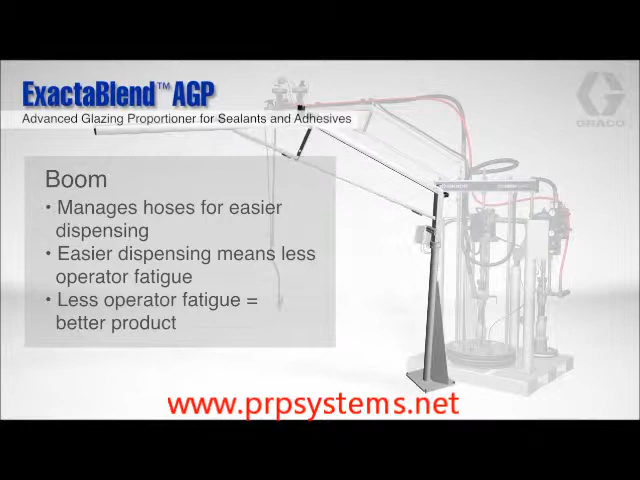 ExactaBlend™ AGP
Advanced Glazing Proportioner for Sealants and Adhesives
GRACO
Boom
• Manages hoses for easier
dispensing
• Easier dispensing means less
operator fatigue
• Less operator fatigue =
better product
www.prpsystems.net